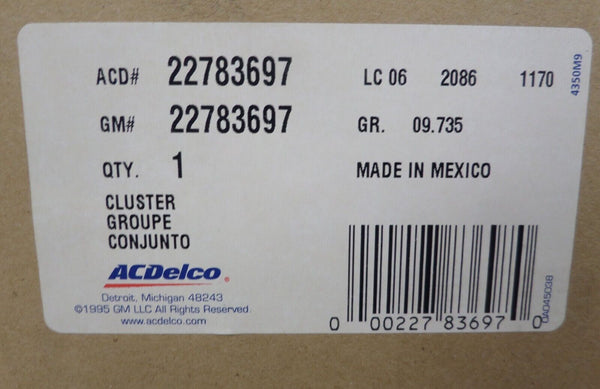 ACD# 22783697 LC 06 2086 1170
4350M9
GM# 22783697 GR. 09.735
QTY. 1 MADE IN MEXICO
CLUSTER
GROUPE
CONJUNTO
ACDelco
Detroit, Michigan 48243
©1995 GM LLC All Rights Reserved.
www.acdelco.com
0 00227 83697 0